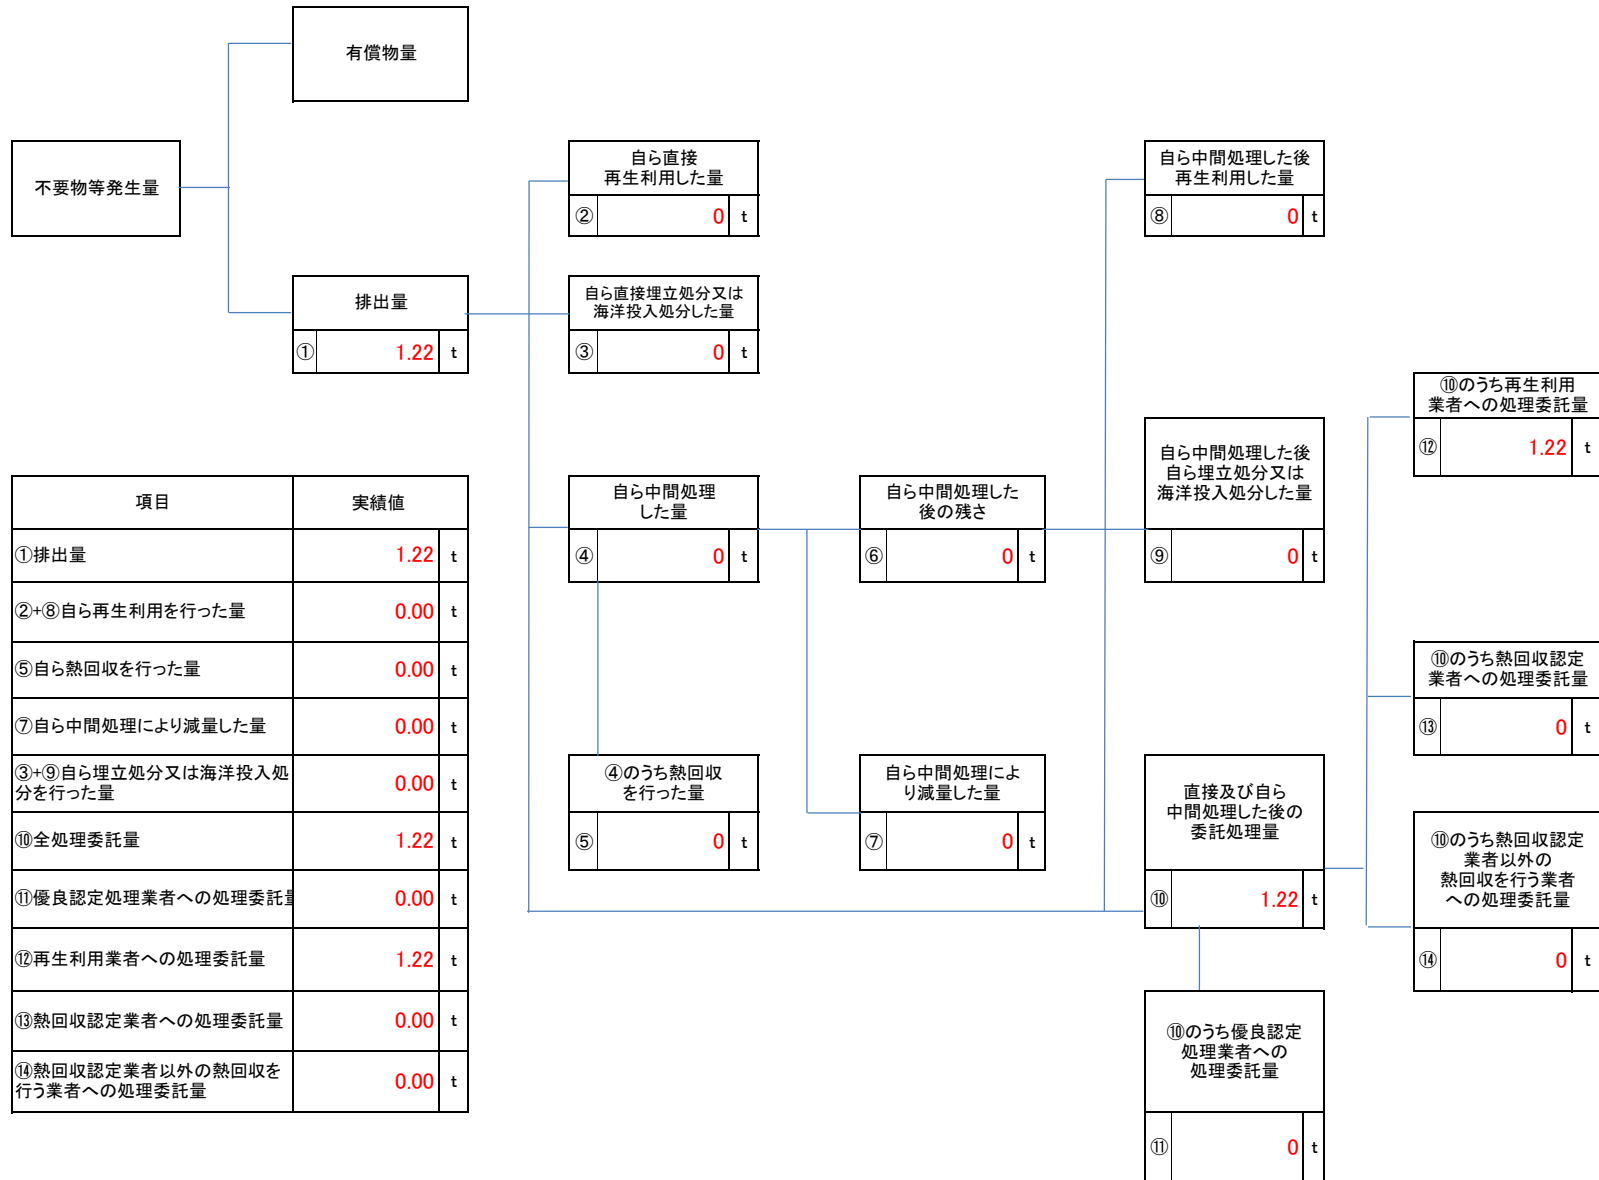 有償物量
不要物等発生量
排出量
① 1.22 t
自ら直接
再生利用した量
② 0 t
自ら直接埋立処分又は
海洋投入処分した量
③ 0 t
自ら中間処理
した量
④ 0 t
④のうち熱回収
を行った量
⑤ 0 t
自ら中間処理した
後の残さ
⑥ 0 t
自ら中間処理によ
り減量した量
⑦ 0 t
自ら中間処理した後
再生利用した量
⑧ 0 t
自ら中間処理した後
自ら埋立処分又は
海洋投入処分した量
⑨ 0 t
直接及び自ら
中間処理した後の
委託処理量
⑩ 1.22 t
⑩のうち優良認定
処理業者への
処理委託量
⑪ 0 t
⑩のうち再生利用
業者への処理委託量
⑫ 1.22 t
⑩のうち熱回収認定
業者への処理委託量
⑬ 0 t
⑩のうち熱回収認定
業者以外の
熱回収を行う業者
への処理委託量
⑭ 0 t
項目 実績値
①排出量 1.22 t
②+⑧自ら再生利用を行った量 0.00 t
⑤自ら熱回収を行った量 0.00 t
⑦自ら中間処理により減量した量 0.00 t
③+⑨自ら埋立処分又は海洋投入処
分を行った量 0.00 t
⑩全処理委託量 1.22 t
⑪優良認定処理業者への処理委託量 0.00 t
⑫再生利用業者への処理委託量 1.22 t
⑬熱回収認定業者への処理委託量 0.00 t
⑭熱回収認定業者以外の熱回収を
行う業者への処理委託量 0.00 t